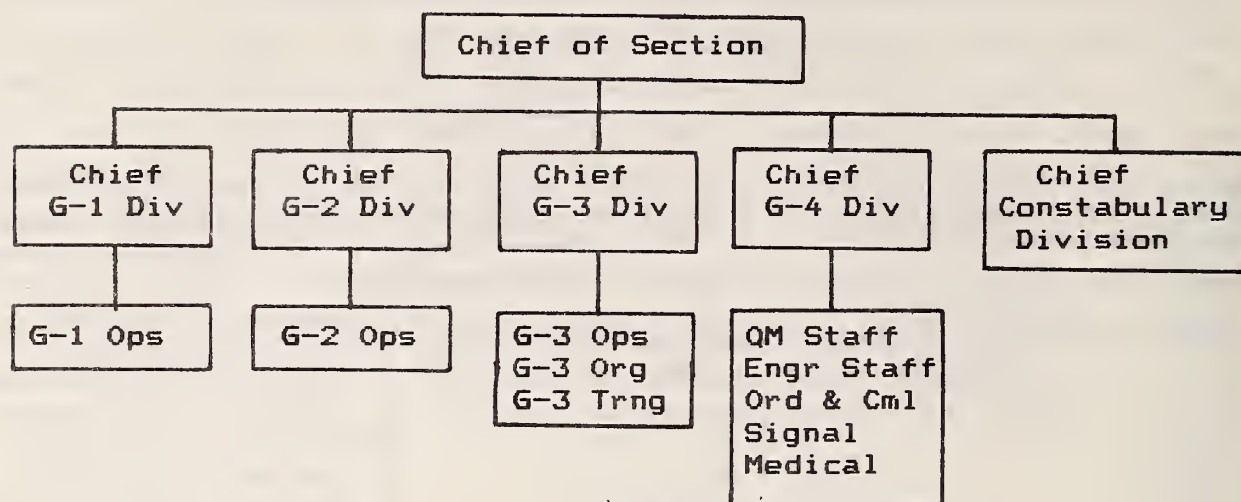 Chief of Section
Chief
G-1 Div
Chief
G-2 Div
Chief
G-3 Div
Chief
G-4 Div
Chief
Constabulary
Division
G-1 Ops
G-2 Ops
G-3 Ops
G-3 Org
G-3 Trng
QM Staff
Engr Staff
Ord & Cml
Signal
Medical